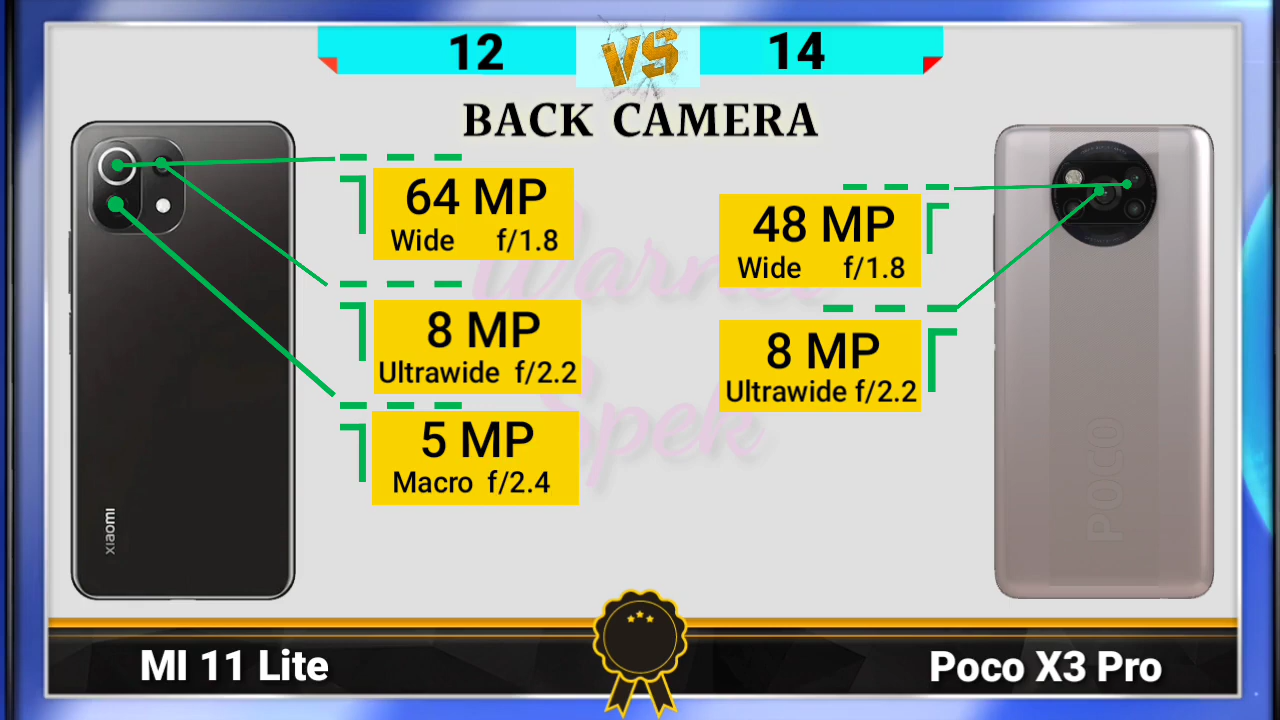 12 VS 14
BACK CAMERA
64 MP
Wide f/1.8
8 MP
Ultrawide f/2.2
5 MP
Macro f/2.4
48 MP
Wide f/1.8
8 MP
Ultrawide f/2.2
Warnet
Spek
xiaomi
POCO
MI 11 Lite
Poco X3 Pro